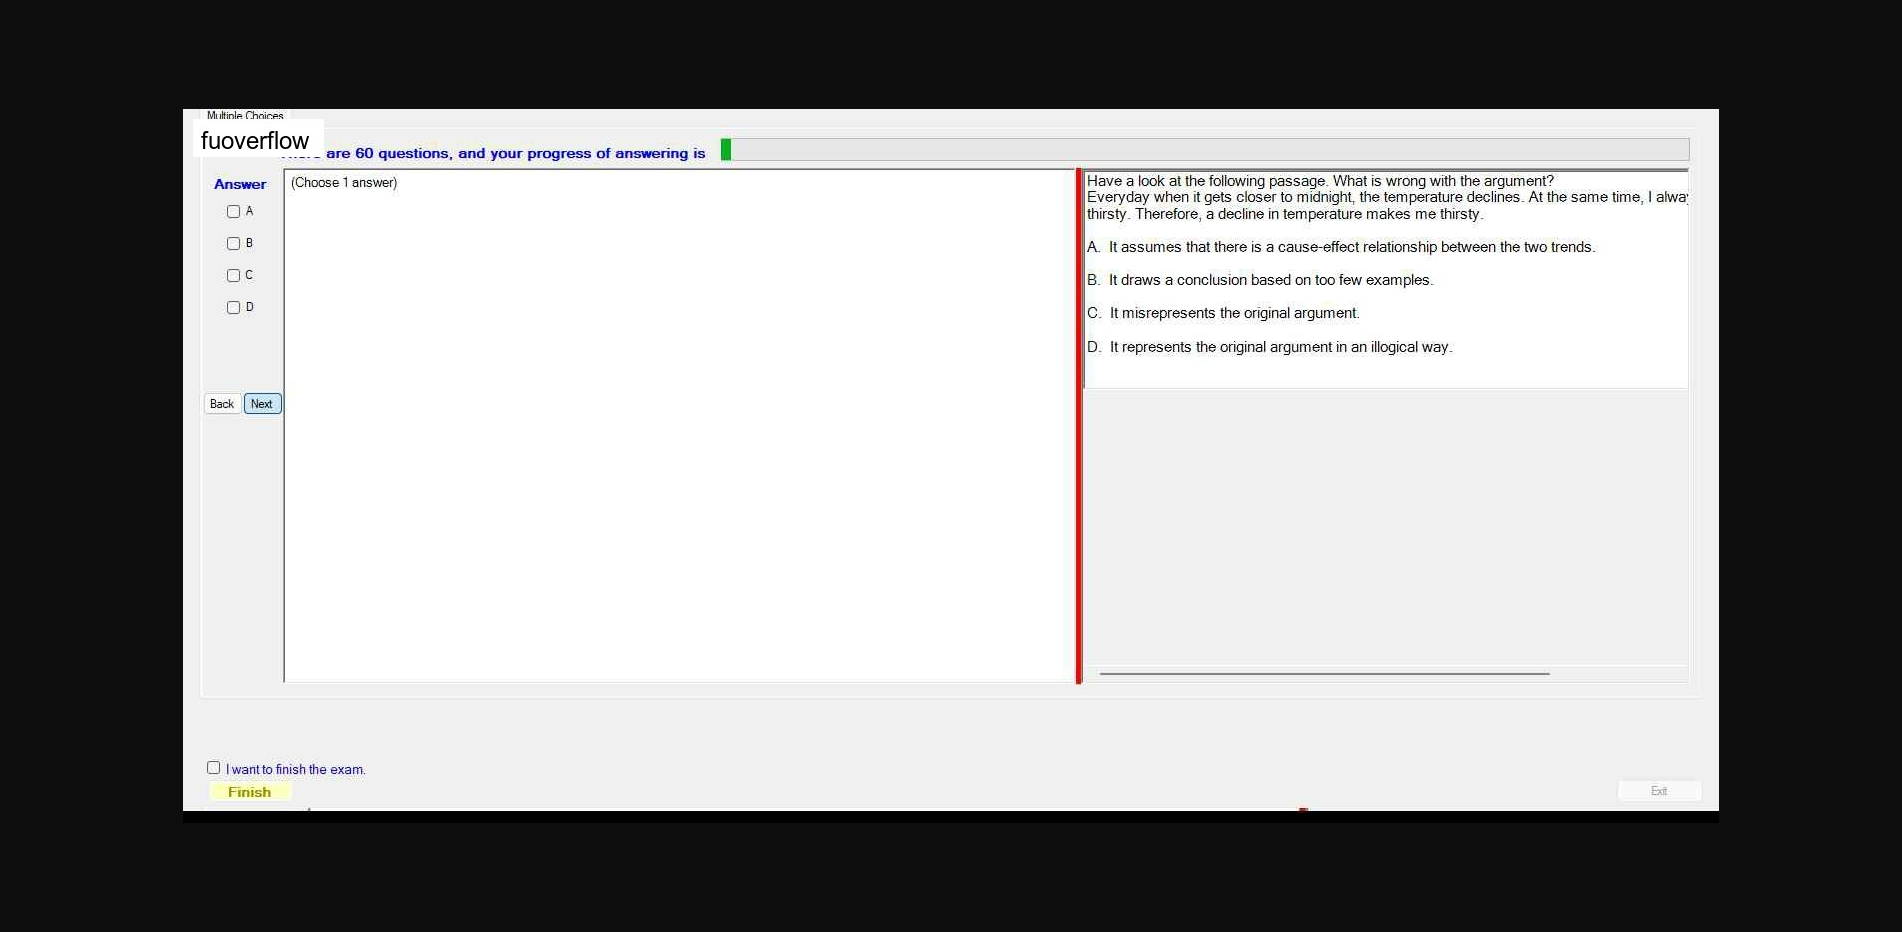 Multiple Choices
fuoverflow
are 60 questions, and your progress of answering is
Answer
(Choose 1 answer)
A
B
C
D
Back Next
Have a look at the following passage. What is wrong with the argument?
Everyday when it gets closer to midnight, the temperature declines. At the same time, I
thirsty. Therefore, a decline in temperature makes me thirsty.
A. It assumes that there is a cause-effect relationship between the two trends.
B. It draws a conclusion based on too few examples.
C. It misrepresents the original argument.
D. It represents the original argument in an illogical way.
I want to finish the exam.
Finish
Exit